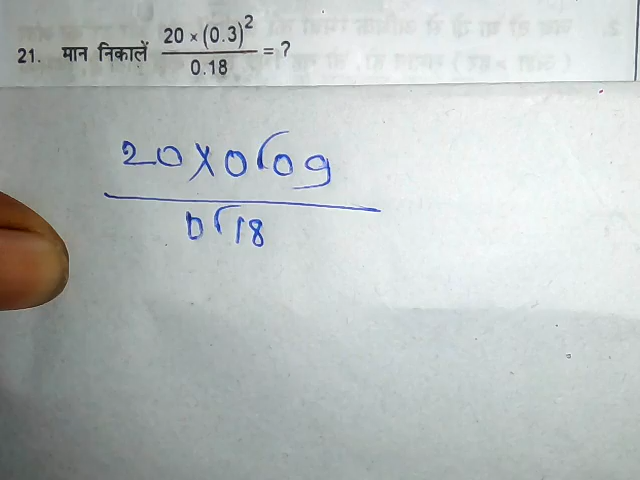 21. मान निकालें 20 × (0.3)² / 0.18 = ?
20 × 0.09
0.18